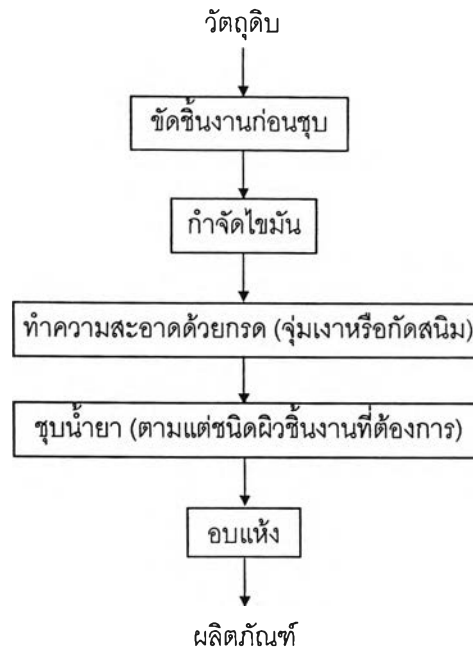 วัตถุดิบ
ขัดชิ้นงานก่อนชุบ
กำจัดไขมัน
ทำความสะอาดด้วยกรด (จุ่มเงาหรือกัดสนิม)
ชุบน้ำยา (ตามแต่ชนิดผิวชิ้นงานที่ต้องการ)
อบแห้ง
ผลิตภัณฑ์